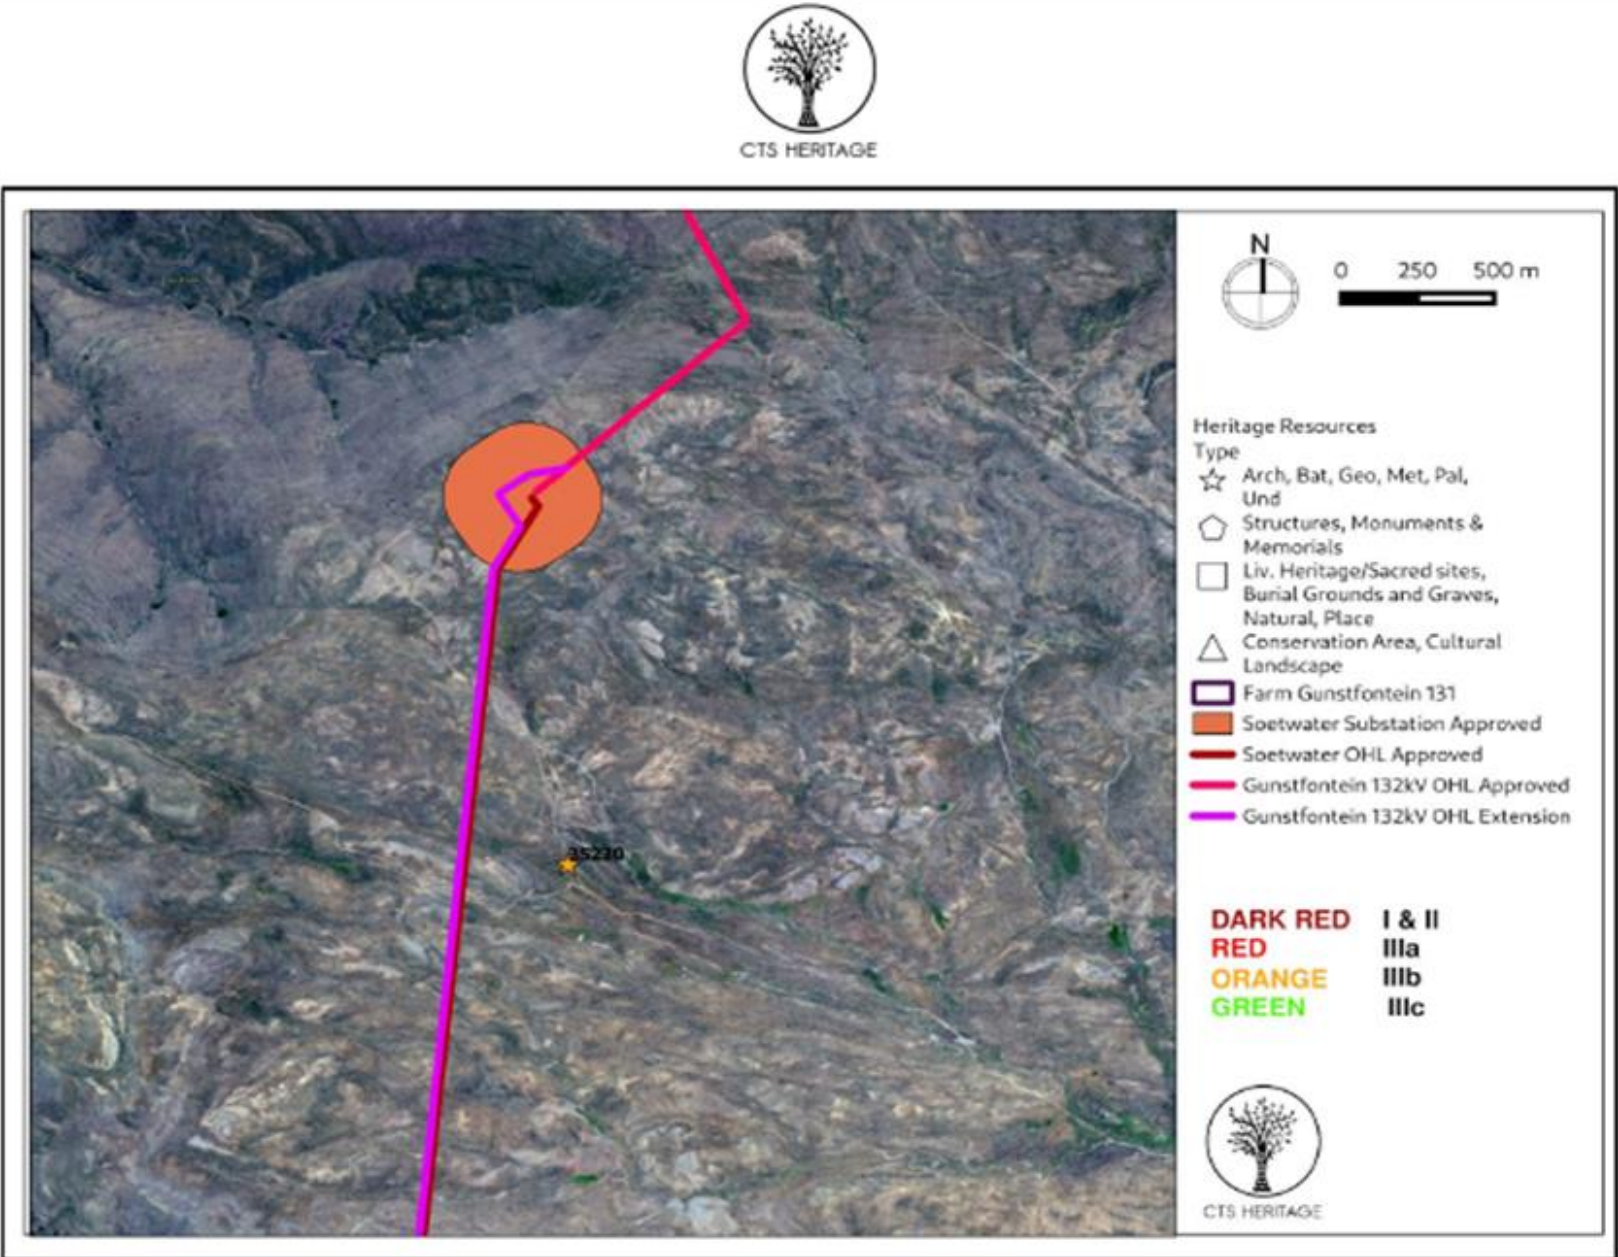 CTS HERITAGE
N
0 250 500 m
Heritage Resources
Type
Arch, Bat, Geo, Met, Pal,
Und
Structures, Monuments &
Memorials
Liv. Heritage/Sacred sites,
Burial Grounds and Graves,
Natural, Place
Conservation Area, Cultural
Landscape
Farm Gunstfontein 131
Soetwater Substation Approved
Soetwater OHL Approved
Gunstfontein 132kV OHL Approved
Gunstfontein 132kV OHL Extension
35230
DARK RED I & II
RED IIIa
ORANGE IIIb
GREEN IIIc
CTS HERITAGE